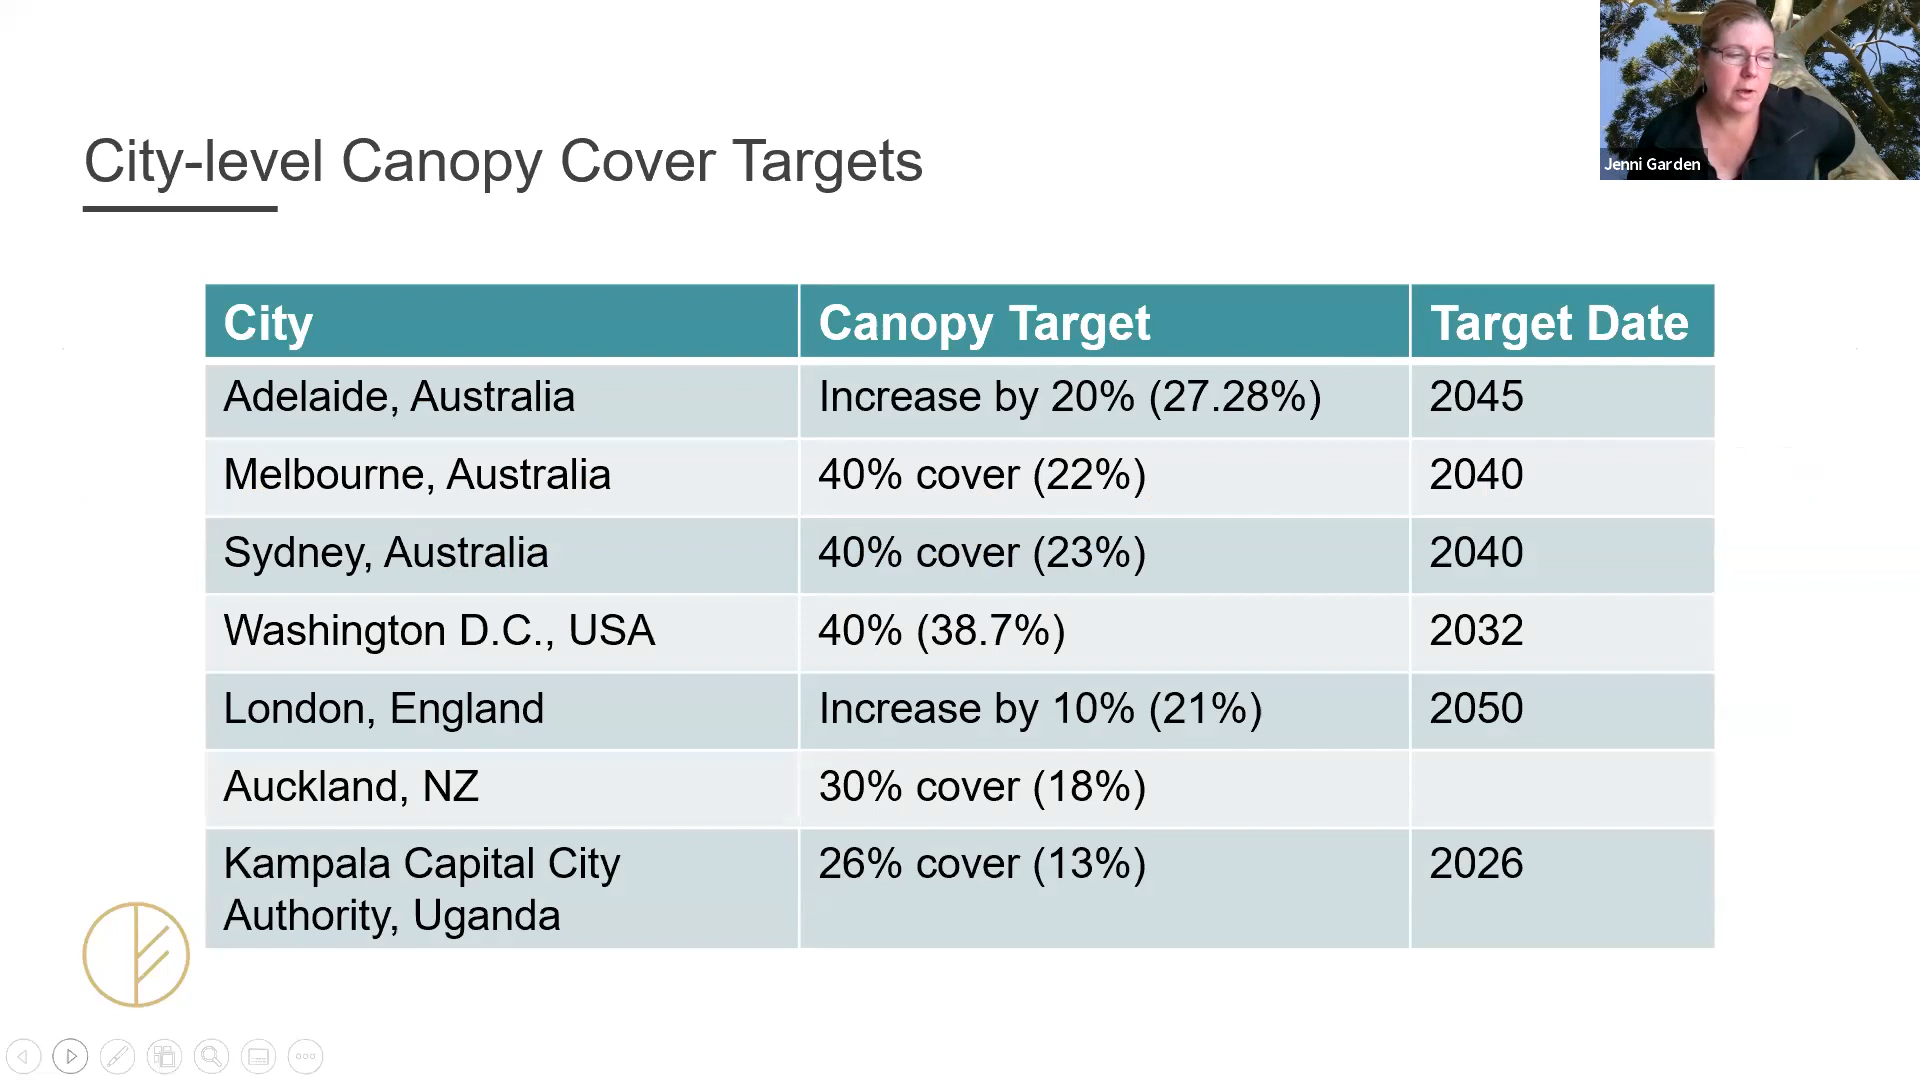 Jenni Garden
City-level Canopy Cover Targets
City Canopy Target Target Date
Adelaide, Australia Increase by 20% (27.28%) 2045
Melbourne, Australia 40% cover (22%) 2040
Sydney, Australia 40% cover (23%) 2040
Washington D.C., USA 40% (38.7%) 2032
London, England Increase by 10% (21%) 2050
Auckland, NZ 30% cover (18%)
Kampala Capital City 26% cover (13%) 2026
Authority, Uganda